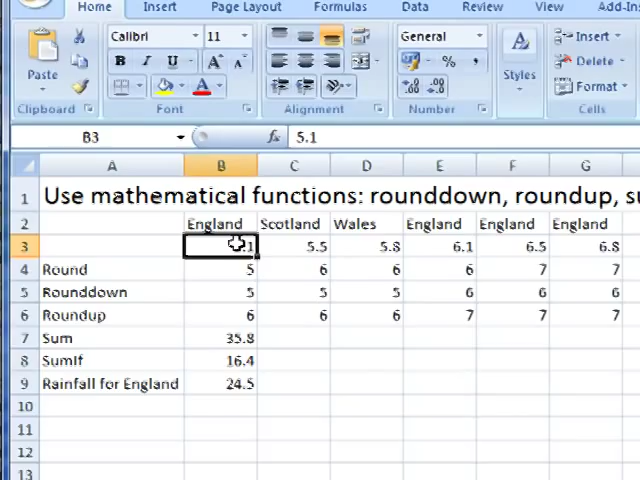 Home Insert Page Layout Formulas Data Review View Add-Ins
Calibri 11 General Insert
Paste B I U A A % , Styles Delete
Format
Clipboard Font Alignment Number Cells
B3 fx 5.1
A B C D E F G
1 Use mathematical functions: rounddown, roundup, su
2 England Scotland Wales England England England
3 .1 5.5 5.8 6.1 6.5 6.8
4 Round 5 6 6 6 7 7
5 Rounddown 5 5 5 6 6 6
6 Roundup 6 6 6 7 7 7
7 Sum 35.8
8 SumIf 16.4
9 Rainfall for England 24.5
10
11
12
13